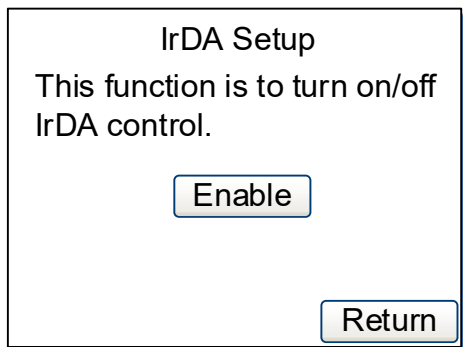 IrDA Setup
This function is to turn on/off
IrDA control.
Enable
Return